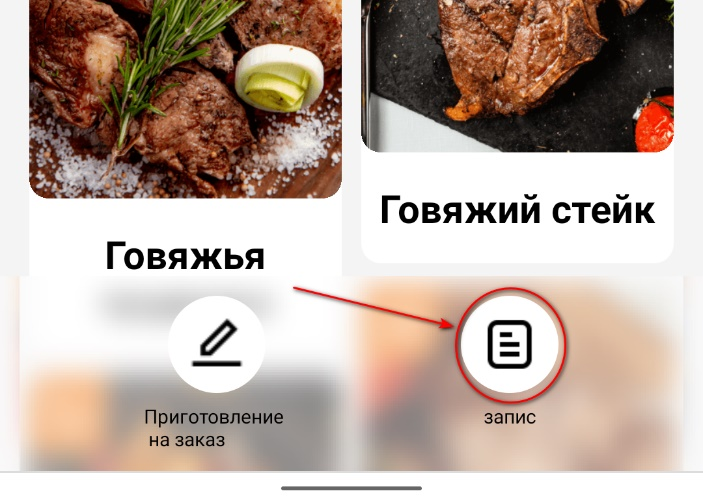 Говяжий стейк
Говяжья
Приготовление
на заказ
запис